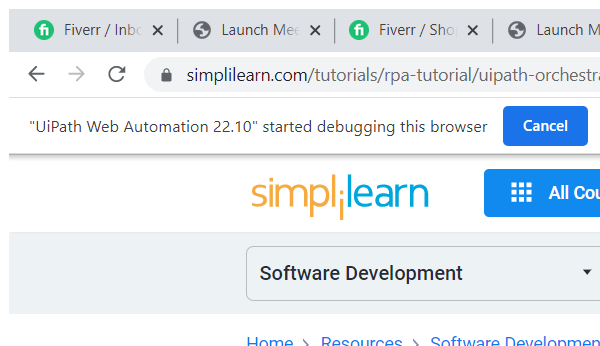 Fiverr / Inbo Launch Mee Fiverr / Shop Launch M
simplilearn.com/tutorials/rpa-tutorial/uipath-orchestra
"UiPath Web Automation 22.10" started debugging this browser Cancel
simplilearn All Cou
Software Development
Home > Resources > Software Developmen